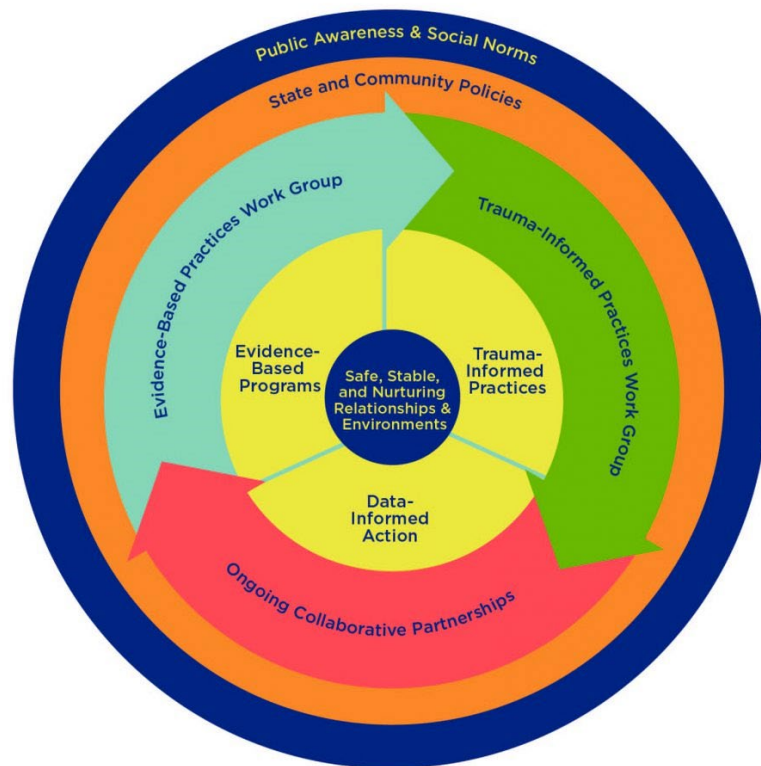 Public Awareness & Social Norms
State and Community Policies
Evidence-Based Practices Work Group
Trauma-Informed Practices Work Group
Evidence-
Based
Programs
Trauma-
Informed
Practices
Safe, Stable,
and Nurturing
Relationships &
Environments
Data-
Informed
Action
Ongoing Collaborative Partnerships